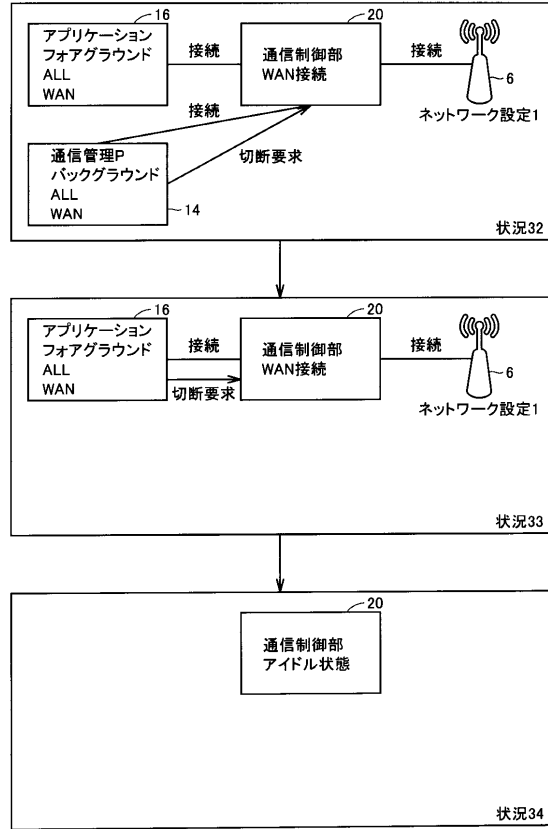 16
アプリケーション
フォアグラウンド
ALL
WAN
接続
20
通信制御部
WAN接続
接続
6
ネットワーク設定1
接続
切断要求
通信管理P
バックグラウンド
ALL
WAN
14
状況32
16
アプリケーション
フォアグラウンド
ALL
WAN
接続
切断要求
20
通信制御部
WAN接続
接続
6
ネットワーク設定1
状況33
20
通信制御部
アイドル状態
状況34